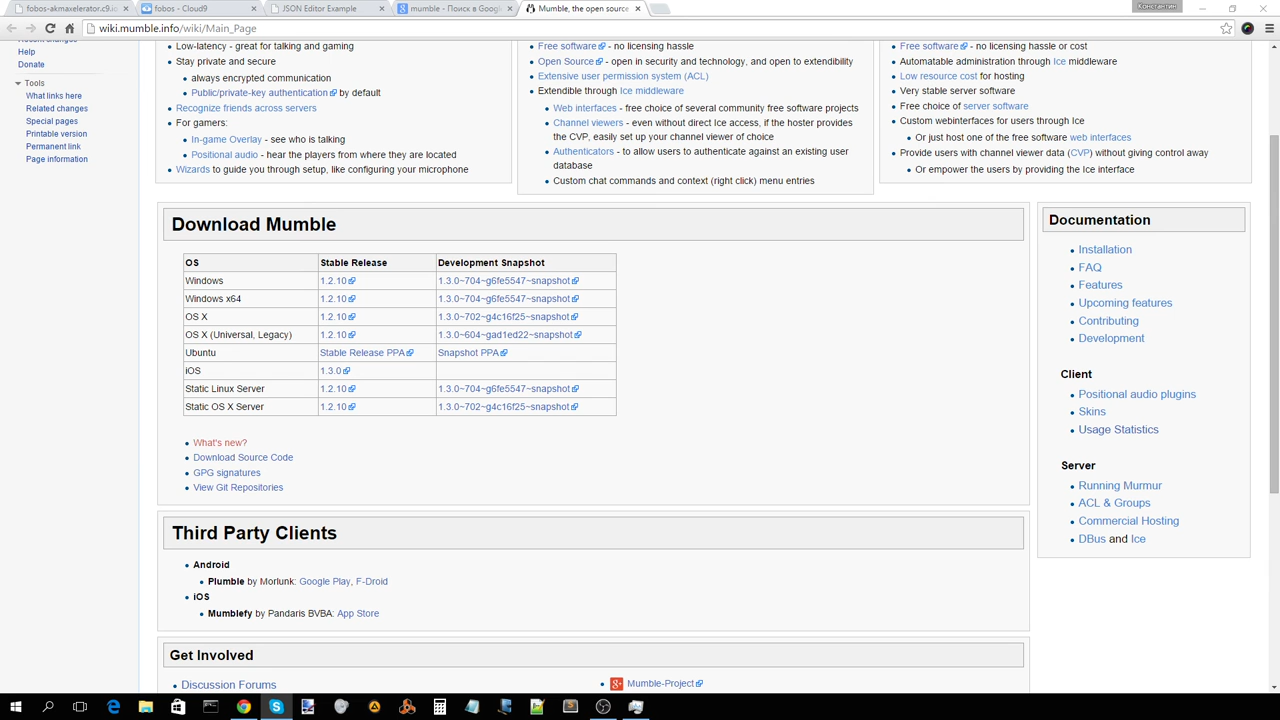 fobos-akmaxelerator.c9.io
fobos - Cloud9
JSON Editor Example
mumble - Поиск в Google
Mumble, the open source
Константин
wiki.mumble.info/wiki/Main_Page
Recent changes
Help
Donate
Tools
What links here
Related changes
Special pages
Printable version
Permanent link
Page information
Low-latency - great for talking and gaming
Stay private and secure
always encrypted communication
Public/private-key authentication by default
Recognize friends across servers
For gamers:
In-game Overlay - see who is talking
Positional audio - hear the players from where they are located
Wizards to guide you through setup, like configuring your microphone
Free software - no licensing hassle
Open Source - open in security and technology, and open to extendibility
Extensive user permission system (ACL)
Extendible through Ice middleware
Web interfaces - free choice of several community free software projects
Channel viewers - even without direct Ice access, if the hoster provides
the CVP, easily set up your channel viewer of choice
Authenticators - to allow users to authenticate against an existing user
database
Custom chat commands and context (right click) menu entries
Free software - no licensing hassle or cost
Automatable administration through Ice middleware
Low resource cost for hosting
Very stable server software
Free choice of server software
Custom webinterfaces for users through Ice
Or just host one of the free software web interfaces
Provide users with channel viewer data (CVP) without giving control away
Or empower the users by providing the Ice interface
Download Mumble
OS Stable Release Development Snapshot
Windows 1.2.10 1.3.0~704~g6fe5547~snapshot
Windows x64 1.2.10 1.3.0~704~g6fe5547~snapshot
OS X 1.2.10 1.3.0~702~g4c16f25~snapshot
OS X (Universal, Legacy) 1.2.10 1.3.0~604~gad1ed22~snapshot
Ubuntu Stable Release PPA Snapshot PPA
iOS 1.3.0
Static Linux Server 1.2.10 1.3.0~704~g6fe5547~snapshot
Static OS X Server 1.2.10 1.3.0~702~g4c16f25~snapshot
What's new?
Download Source Code
GPG signatures
View Git Repositories
Documentation
Installation
FAQ
Features
Upcoming features
Contributing
Development
Client
Positional audio plugins
Skins
Usage Statistics
Server
Running Murmur
ACL & Groups
Commercial Hosting
DBus and Ice
Third Party Clients
Android
Plumble by Morlunk: Google Play, F-Droid
iOS
Mumblefy by Pandaris BVBA: App Store
Get Involved
Discussion Forums
Mumble-Project